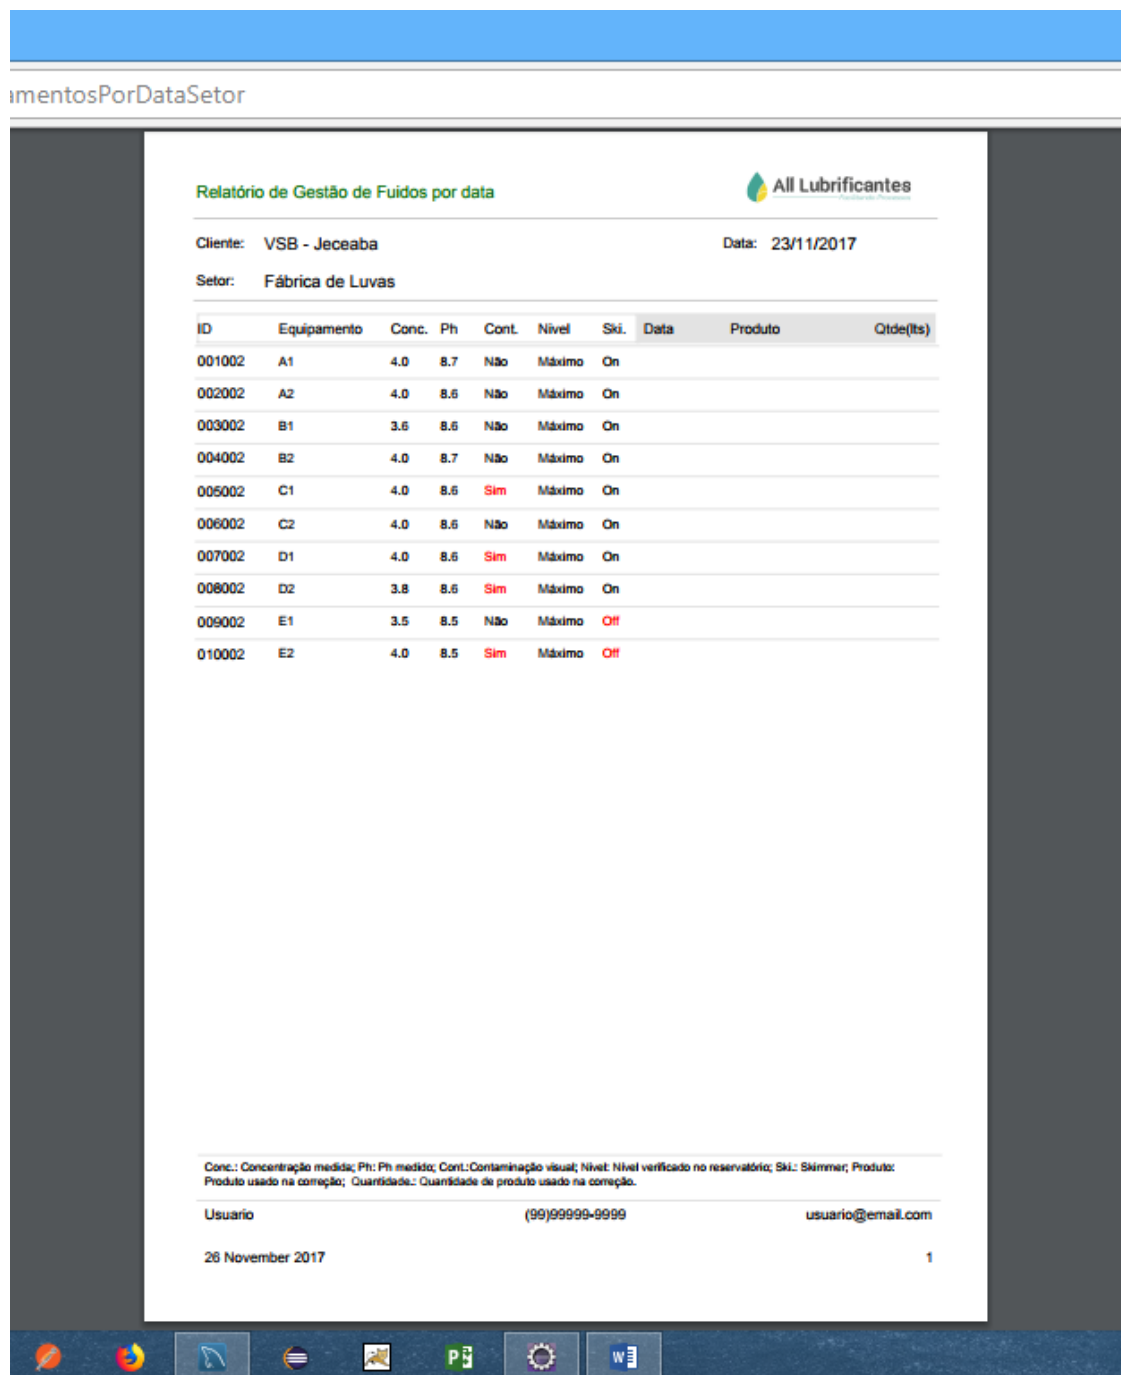 amentosPorDataSetor
Relatório de Gestão de Fuidos por data
All Lubrificantes
Cliente: VSB - Jeceaba Data: 23/11/2017
Setor: Fábrica de Luvas
ID Equipamento Conc. Ph Cont. Nivel Ski. Data Produto Qtde(lts)
001002 A1 4.0 8.7 Não Máximo On
002002 A2 4.0 8.6 Não Máximo On
003002 B1 3.6 8.6 Não Máximo On
004002 B2 4.0 8.7 Não Máximo On
005002 C1 4.0 8.6 Sim Máximo On
006002 C2 4.0 8.6 Não Máximo On
007002 D1 4.0 8.6 Sim Máximo On
008002 D2 3.8 8.6 Sim Máximo On
009002 E1 3.5 8.5 Não Máximo Off
010002 E2 4.0 8.5 Sim Máximo Off
Conc.: Concentração medida; Ph: Ph medido; Cont.:Contaminação visual; Nivel: Nivel verificado no reservatório; Ski.: Skimmer; Produto:
Produto usado na correção; Quantidade.: Quantidade de produto usado na correção.
Usuario (99)99999-9999 usuario@email.com
26 November 2017 1